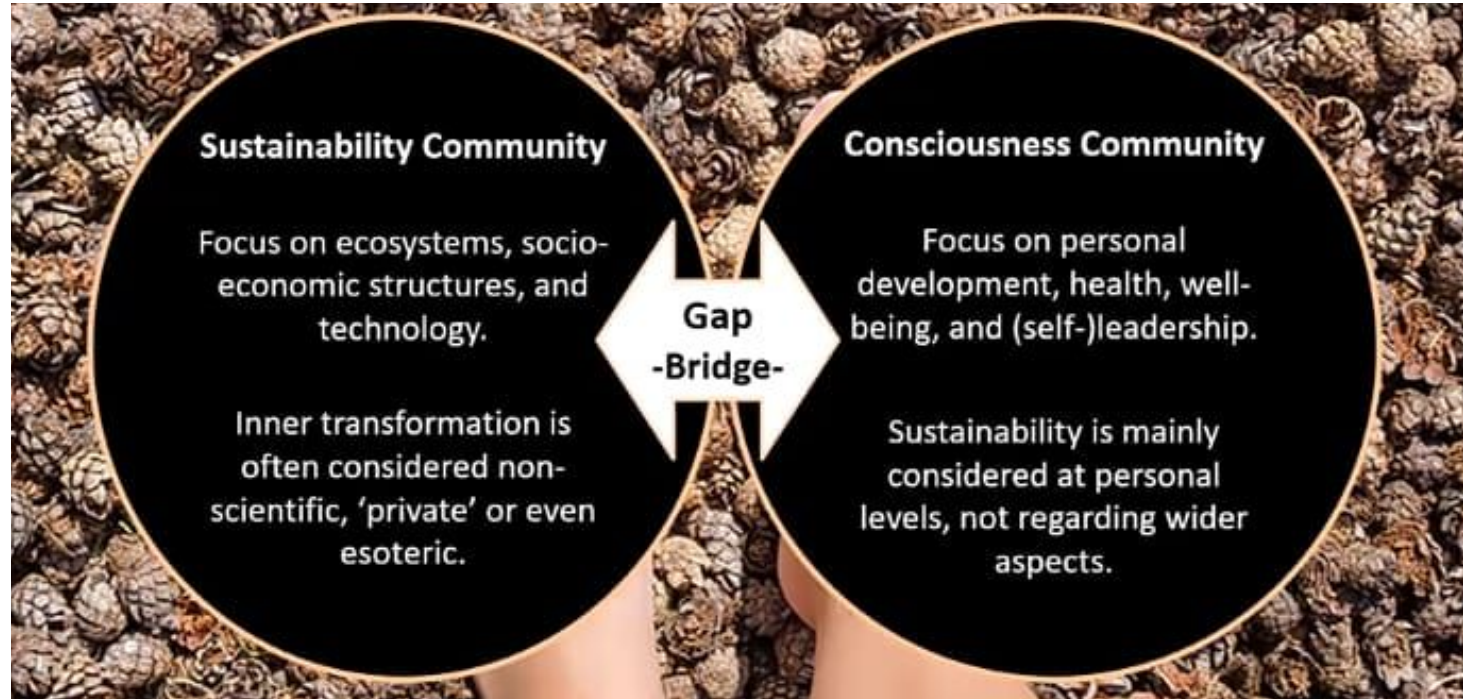 Sustainability Community
Focus on ecosystems, socio-
economic structures, and
technology.
Inner transformation is
often considered non-
scientific, ‘private’ or even
esoteric.
Gap
-Bridge-
Consciousness Community
Focus on personal
development, health, well-
being, and (self-)leadership.
Sustainability is mainly
considered at personal
levels, not regarding wider
aspects.